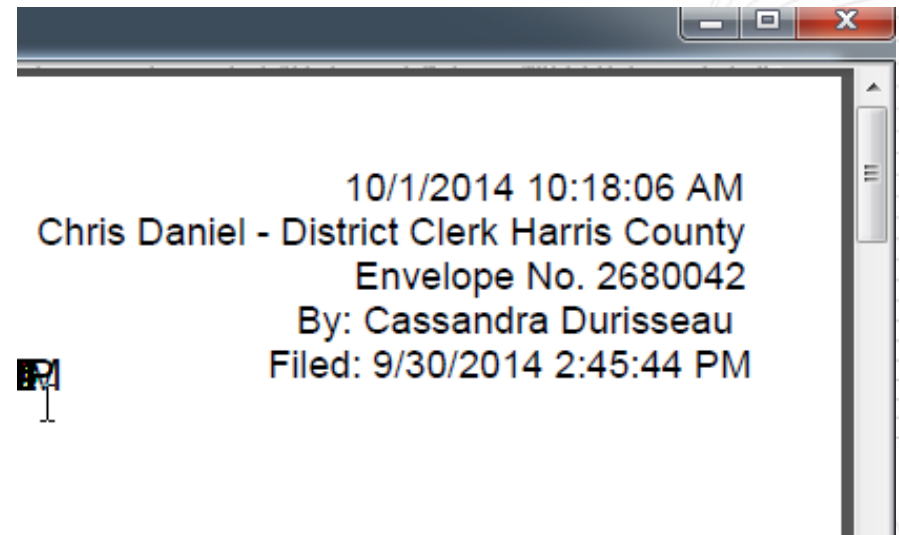 10/1/2014 10:18:06 AM
Chris Daniel - District Clerk Harris County
Envelope No. 2680042
By: Cassandra Durisseau
Filed: 9/30/2014 2:45:44 PM